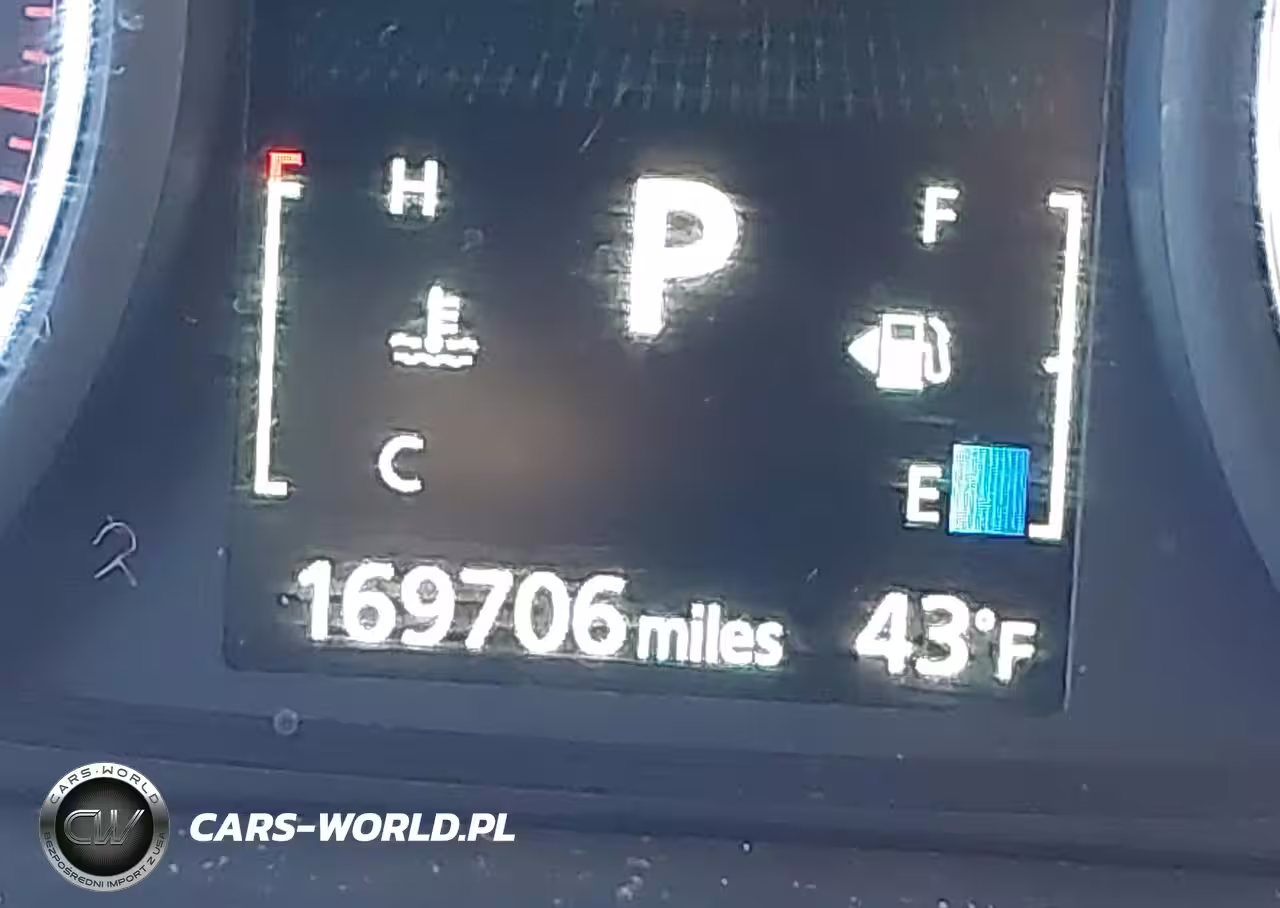 H
P
F
C
E
169706 miles
43°F
CARS-WORLD
CW
BEZPOŚREDNI IMPORT Z USA
CARS-WORLD.PL